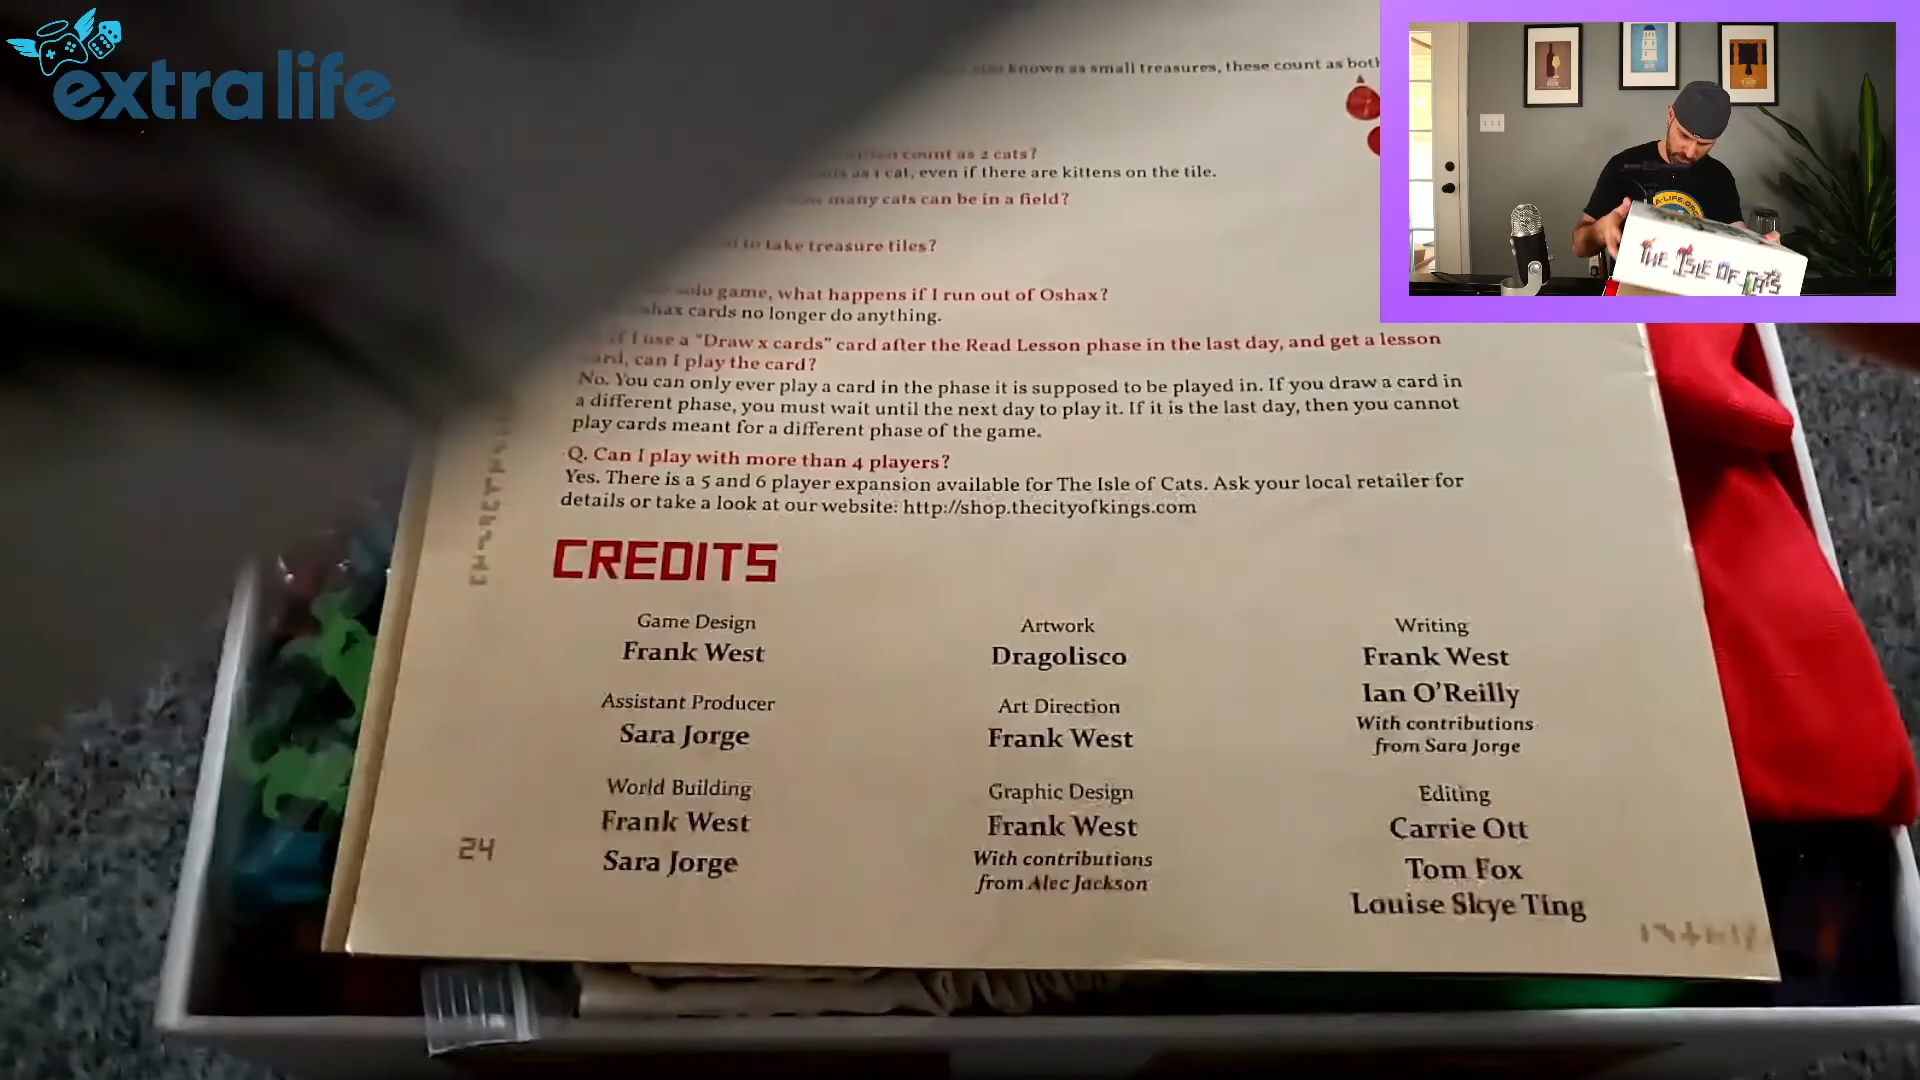 extra life
known as small treasures, these count as both
count as 2 cats?
as 1 cat, even if there are kittens on the tile.
many cats can be in a field?
to take treasure tiles?
solo game, what happens if I run out of Oshax?
cards no longer do anything.
If I use a "Draw x cards" card after the Read Lesson phase in the last day, and get a lesson
card, can I play the card?
No. You can only ever play a card in the phase it is supposed to be played in. If you draw a card in
a different phase, you must wait until the next day to play it. If it is the last day, then you cannot
play cards meant for a different phase of the game.
Q. Can I play with more than 4 players?
Yes. There is a 5 and 6 player expansion available for The Isle of Cats. Ask your local retailer for
details or take a look at our website: http://shop.thecityofkings.com
CREDITS
Game Design
Frank West
Assistant Producer
Sara Jorge
World Building
Frank West
Sara Jorge
Artwork
Dragolisco
Art Direction
Frank West
Graphic Design
Frank West
With contributions
from Alec Jackson
Writing
Frank West
Ian O'Reilly
With contributions
from Sara Jorge
Editing
Carrie Ott
Tom Fox
Louise Skye Ting
24
THE ISLE OF CATS